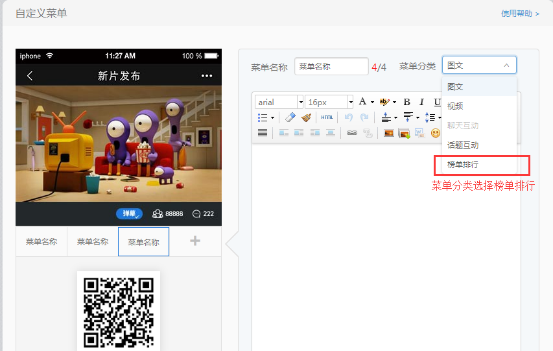 自定义菜单
使用帮助 >
iphone 11:27 AM 100 %
新片发布
弹幕 88888 222
菜单名称 菜单名称 菜单名称
菜单名称 菜单名称 4/4 菜单分类 图文
图文
视频
聊天互动
话题互动
榜单排行
菜单分类选择榜单排行
arial 16px A B I U
HTML